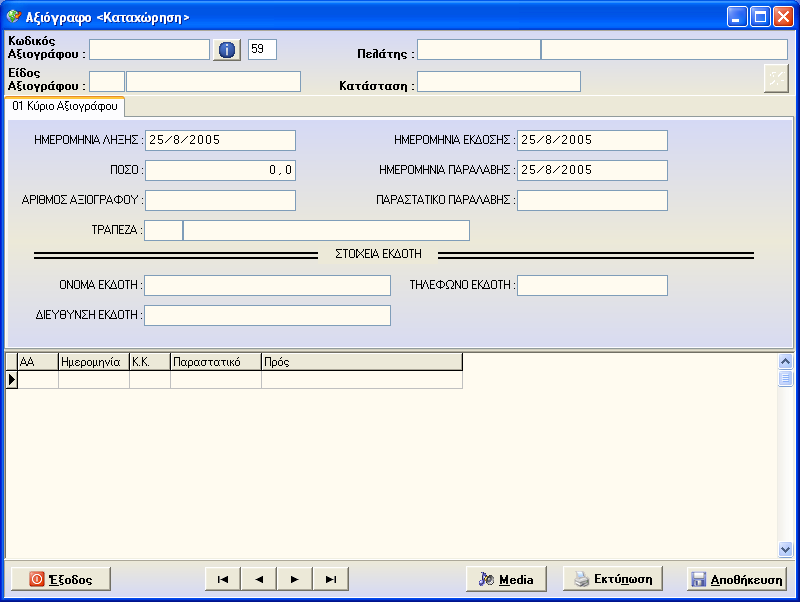 Αξιόγραφο <Καταχώρηση>
Κωδικός
Αξιογράφου : 59 Πελάτης :
Είδος
Αξιογράφου : Κατάσταση :
01 Κύριο Αξιογράφου
ΗΜΕΡΟΜΗΝΙΑ ΛΗΞΗΣ : 25/8/2005 ΗΜΕΡΟΜΗΝΙΑ ΕΚΔΟΣΗΣ : 25/8/2005
ΠΟΣΟ : 0,0 ΗΜΕΡΟΜΗΝΙΑ ΠΑΡΑΛΑΒΗΣ : 25/8/2005
ΑΡΙΘΜΟΣ ΑΞΙΟΓΡΑΦΟΥ : ΠΑΡΑΣΤΑΤΙΚΟ ΠΑΡΑΛΑΒΗΣ :
ΤΡΑΠΕΖΑ :
ΣΤΟΙΧΕΙΑ ΕΚΔΟΤΗ
ΟΝΟΜΑ ΕΚΔΟΤΗ : ΤΗΛΕΦΩΝΟ ΕΚΔΟΤΗ :
ΔΙΕΥΘΥΝΣΗ ΕΚΔΟΤΗ :
ΑΑ Ημερομηνία Κ.Κ. Παραστατικό Πρός
Έξοδος Media Εκτύπωση Αποθήκευση